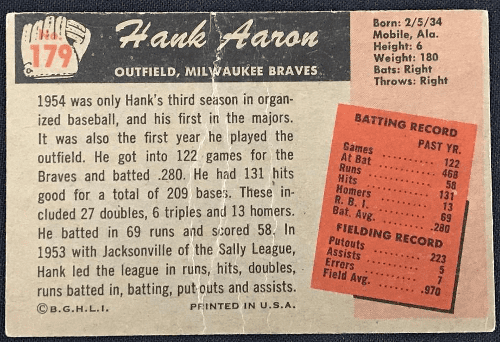 No. 179
Hank Aaron
OUTFIELD, MILWAUKEE BRAVES
Born: 2/5/34
Mobile, Ala.
Height: 6
Weight: 180
Bats: Right
Throws: Right
1954 was only Hank's third season in organ-
ized baseball, and his first in the majors.
It was also the first year he played the
outfield. He got into 122 games for the
Braves and batted .280. He had 131 hits
good for a total of 209 bases. These in-
cluded 27 doubles, 6 triples and 13 homers.
He batted in 69 runs and scored 58. In
1953 with Jacksonville of the Sally League,
Hank led the league in runs, hits, doubles,
runs batted in, batting, put outs and assists.
©B.G.H.L.I. PRINTED IN U.S.A.
BATTING RECORD
PAST YR.
Games ........ 122
At Bat ........ 468
Runs ........ 58
Hits ........ 131
Homers ........ 13
R. B. I. ........ 69
Bat. Avg. ........ .280
FIELDING RECORD
Putouts ........ 223
Assists ........ 5
Errors ........ 7
Field Avg. ........ .970